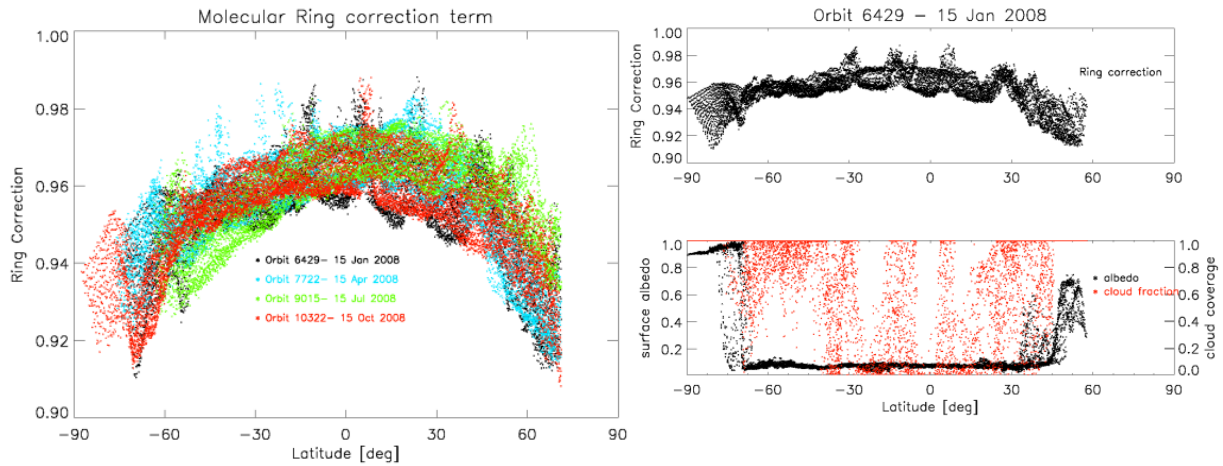 Molecular Ring correction term
Ring Correction
1.00
0.98
0.96
0.94
0.92
0.90
• Orbit 6429– 15 Jan 2008
• Orbit 7722– 15 Apr 2008
• Orbit 9015– 15 Jul 2008
• Orbit 10322– 15 Oct 2008
−90 −60 −30 0 30 60 90
Latitude [deg]
Orbit 6429 – 15 Jan 2008
Ring Correction
1.00
0.98
0.96
0.94
0.92
0.90
Ring correction
−90 −60 −30 0 30 60 90
surface albedo
1.0
0.8
0.6
0.4
0.2
• albedo
• cloud fraction
1.0
0.8
0.6
0.4
0.2
0.0
cloud coverage
−90 −60 −30 0 30 60 90
Latitude [deg]